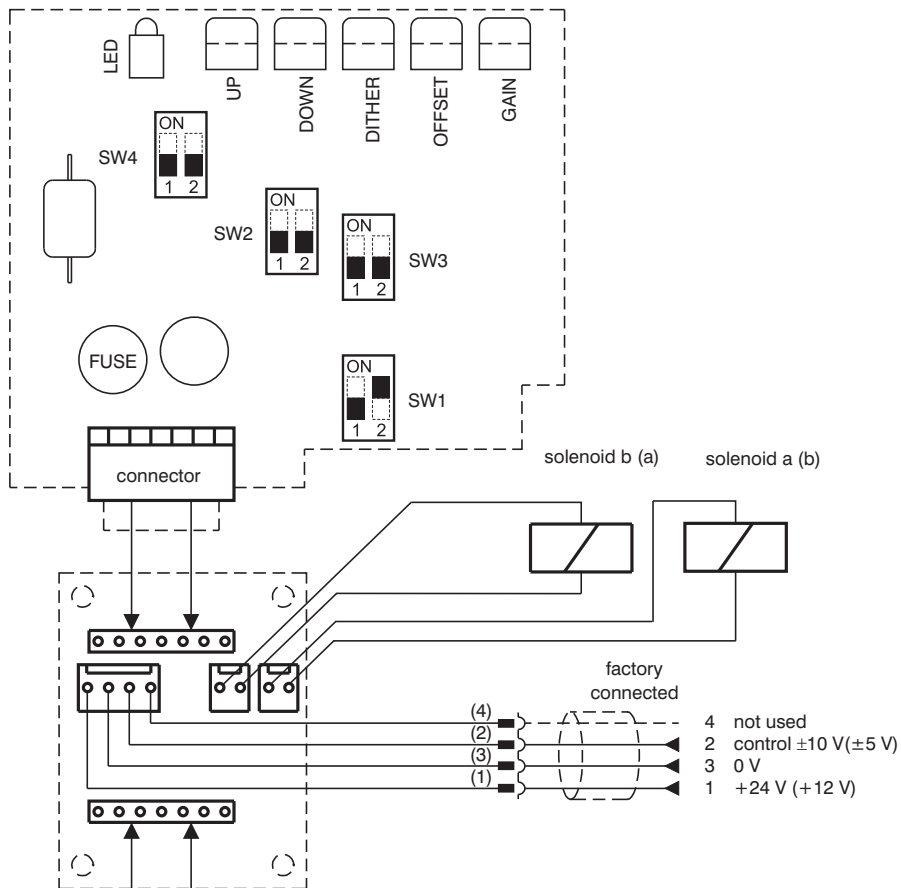 LED
UP
DOWN
DITHER
OFFSET
GAIN
ON
SW4
1 2
ON
SW2
1 2
ON
SW3
1 2
FUSE
ON
SW1
1 2
connector
solenoid b (a)
solenoid a (b)
factory
connected
(4)
4 not used
(2)
2 control ±10 V(±5 V)
(3)
3 0 V
(1)
1 +24 V (+12 V)